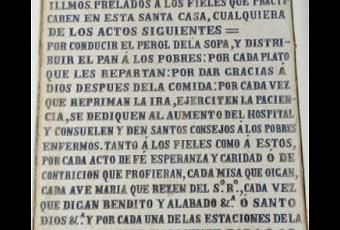 ILLMOS. PRELADOS A LOS FIELES QUE PRACTI-
CAREN EN ESTA SANTA CASA, CUALQUIERA
DE LOS ACTOS SIGUIENTES =
POR CONDUCIR EL PEROL DE LA SOPA, Y DISTRI-
BUIR EL PAN Á LOS POBRES: POR CADA PLATO
QUE LES REPARTAN: POR DAR GRACIAS Á
DIOS DESPUES DE LA COMIDA: POR CADA VEZ
QUE REPRIMAN LA IRA, EJERCITEN LA PACIEN-
CIA, SE DEDIQUEN AL AUMENTO DEL HOSPITAL
Y CONSUELEN Y DEN SANTOS CONSEJOS Á LOS POBRES
ENFERMOS. TANTO Á LOS FIELES COMO Á ESTOS,
POR CADA ACTO DE FÉ ESPERANZA Y CARIDAD Ó DE
CONTRICION QUE PROFIERAN, CADA MISA QUE OIGAN,
CADA AVE MARIA QUE REZEN DEL S.º R.º, CADA VEZ
QUE DIGAN BENDITO Y ALABADO &.ª Ó SANTO
DIOS &.ª Y POR CADA UNA DE LAS ESTACIONES DE LA